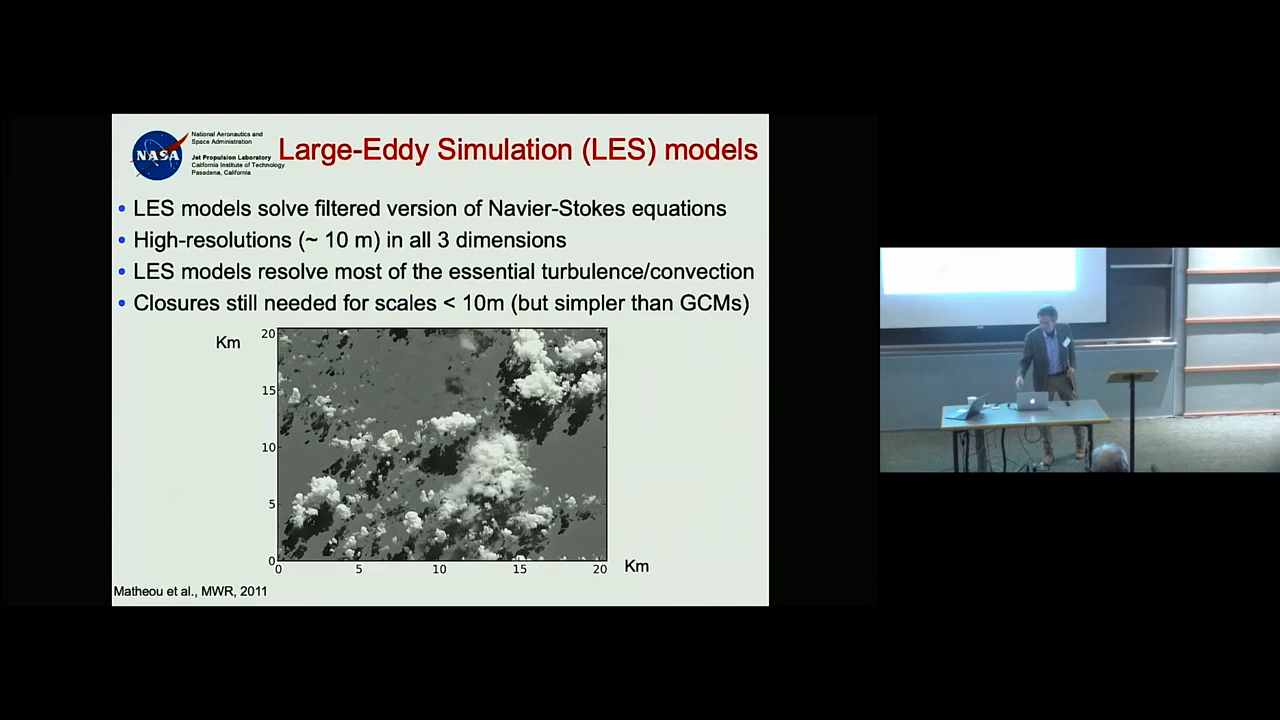 National Aeronautics and
Space Administration
Jet Propulsion Laboratory
California Institute of Technology
Pasadena, California
NASA
Large-Eddy Simulation (LES) models
• LES models solve filtered version of Navier-Stokes equations
• High-resolutions (~ 10 m) in all 3 dimensions
• LES models resolve most of the essential turbulence/convection
• Closures still needed for scales < 10m (but simpler than GCMs)
Km
20
15
10
5
0
0 5 10 15 20
Km
Matheou et al., MWR, 2011